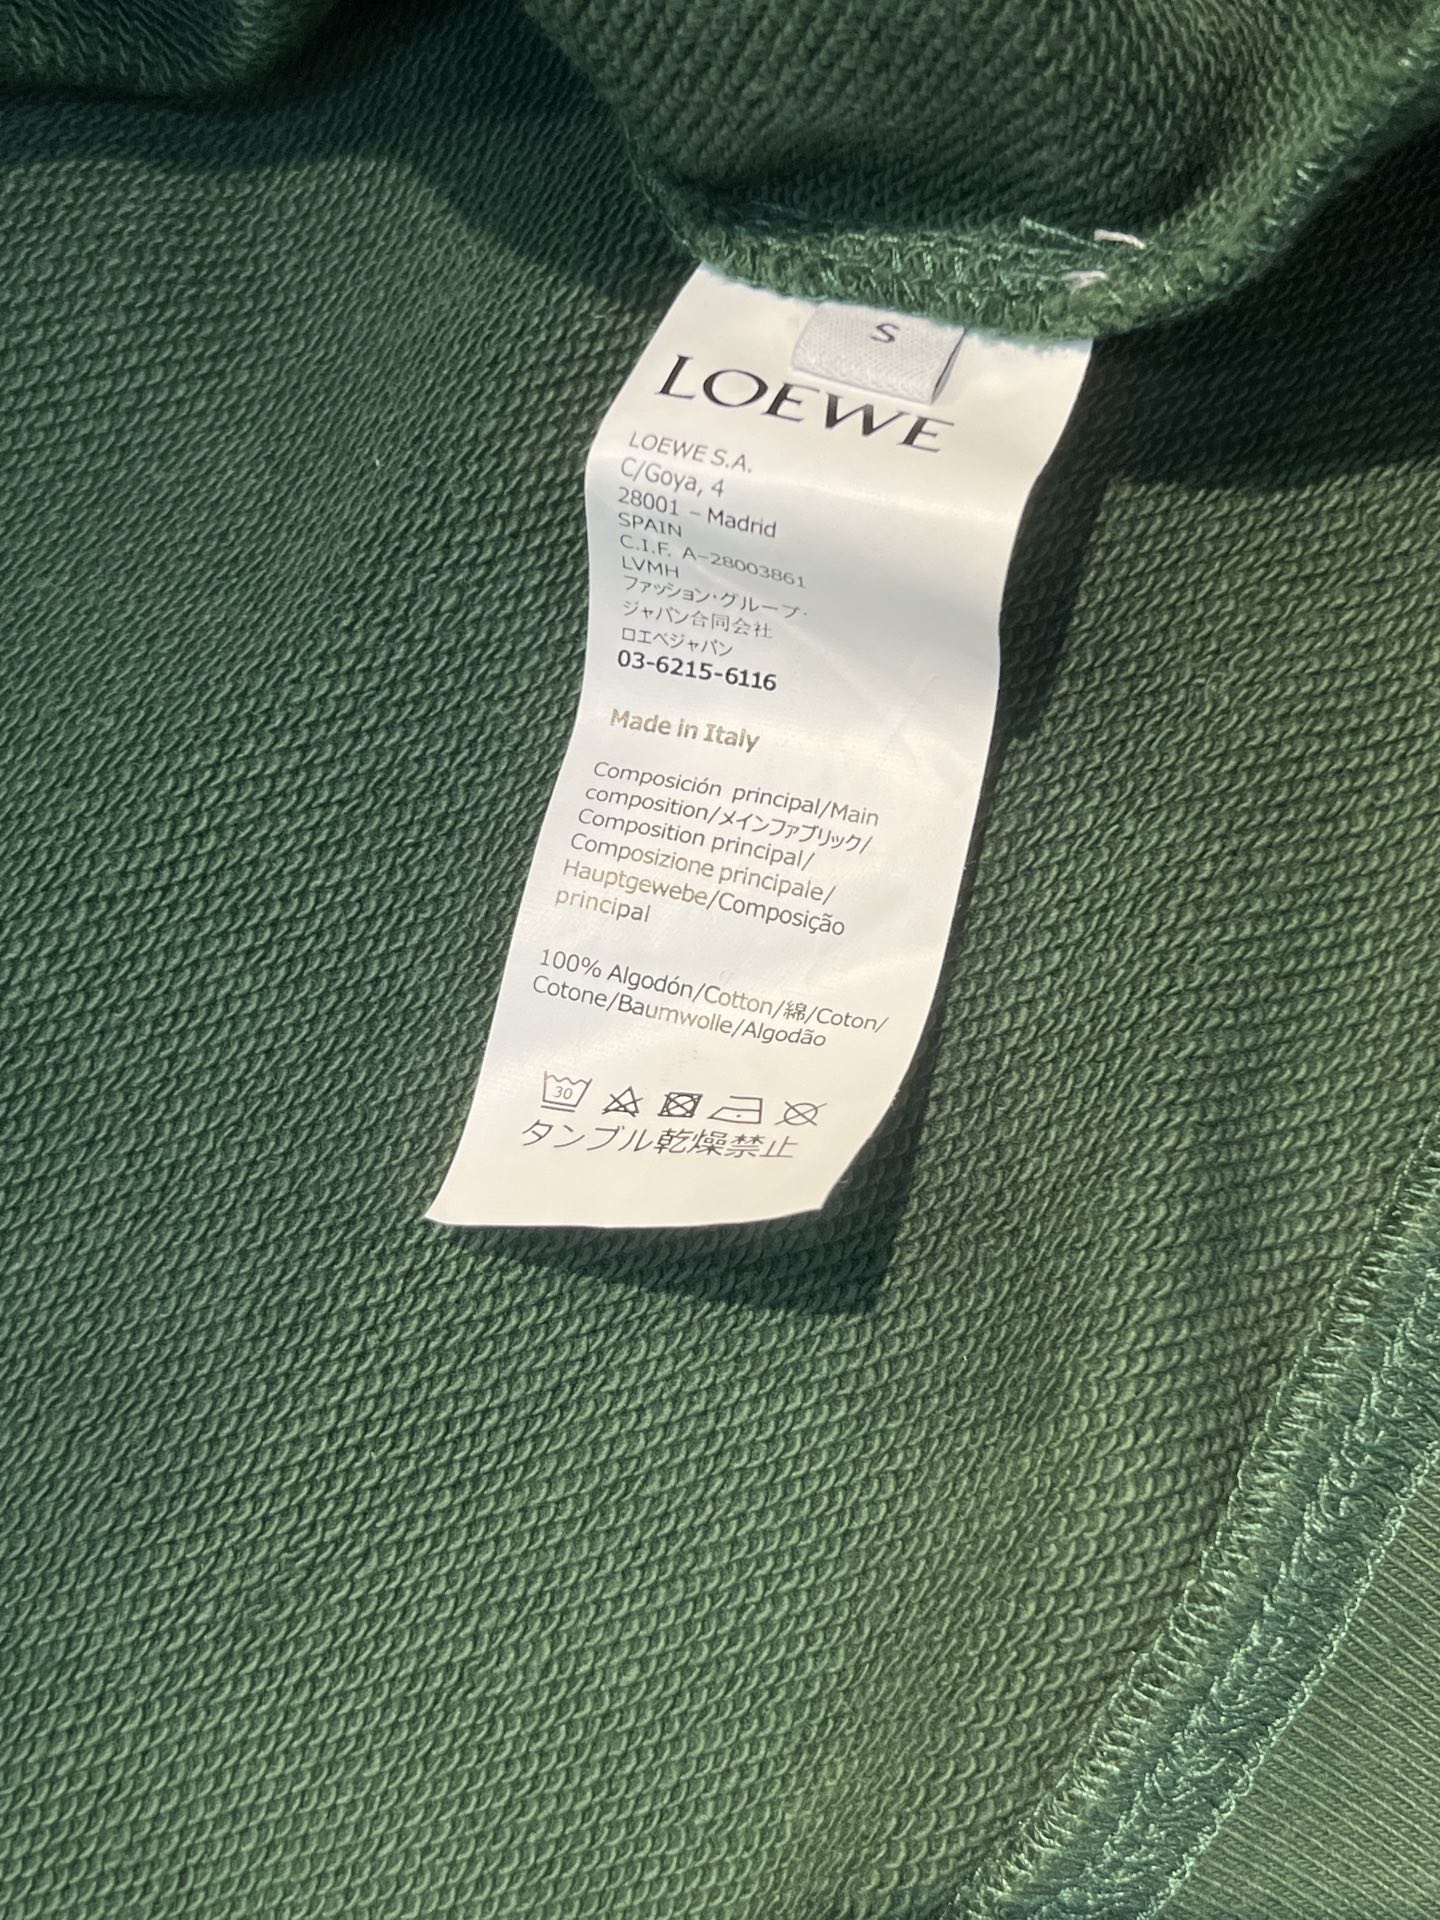 S
LOEWE
LOEWE S.A.
C/Goya, 4
28001 – Madrid
SPAIN
C.I.F. A-28003861
LVMH
ファッション・グループ・
ジャパン合同会社
ロエベジャパン
03-6215-6116
Made in Italy
Composición principal/Main
composition/メインファブリック/
Composition principal/
Composizione principale/
Hauptgewebe/Composição
principal
100% Algodón/Cotton/綿/Coton/
Cotone/Baumwolle/Algodão
30
タンブル乾燥禁止